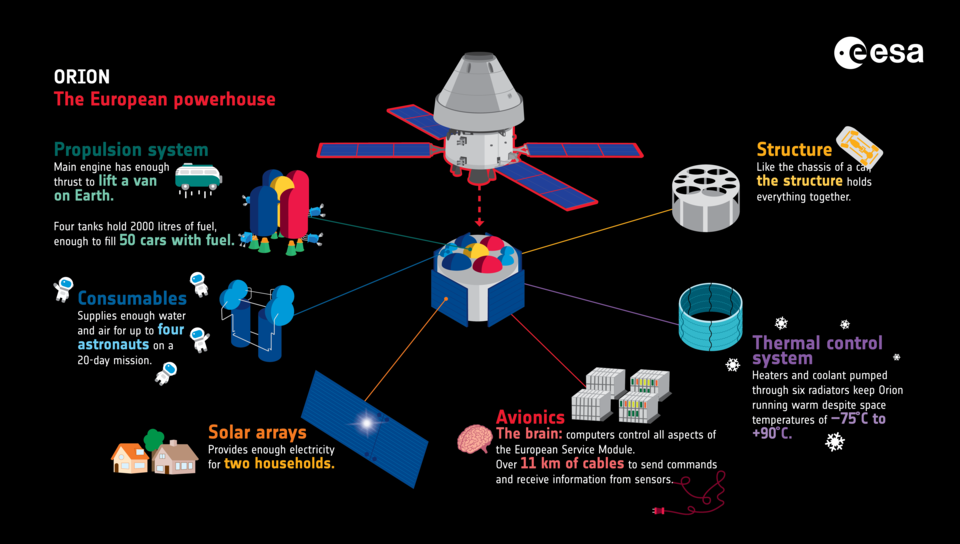 esa
ORION
The European powerhouse
Propulsion system
Main engine has enough
thrust to lift a van
on Earth.
Four tanks hold 2000 litres of fuel,
enough to fill 50 cars with fuel.
Structure
Like the chassis of a car,
the structure holds
everything together.
Consumables
Supplies enough water
and air for up to four
astronauts on a
20-day mission.
Thermal control
system
Heaters and coolant pumped
through six radiators keep Orion
running warm despite space
temperatures of –75°C to
+90°C.
Solar arrays
Provides enough electricity
for two households.
Avionics
The brain: computers control all aspects of
the European Service Module.
Over 11 km of cables to send commands
and receive information from sensors.